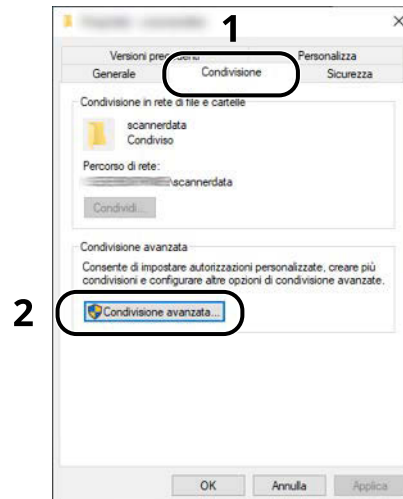 1
Versioni
Personalizza
Generale
Condivisione
Sicurezza
Condivisione in rete di file e cartelle
scannerdata
Condiviso
Percorso di rete:
\scannerdata
Condividi...
Condivisione avanzata
Consente di impostare autorizzazioni personalizzate, creare più
condivisioni e configurare altre opzioni di condivisione avanzate.
2
Condivisione avanzata...
OK
Annulla
Applica